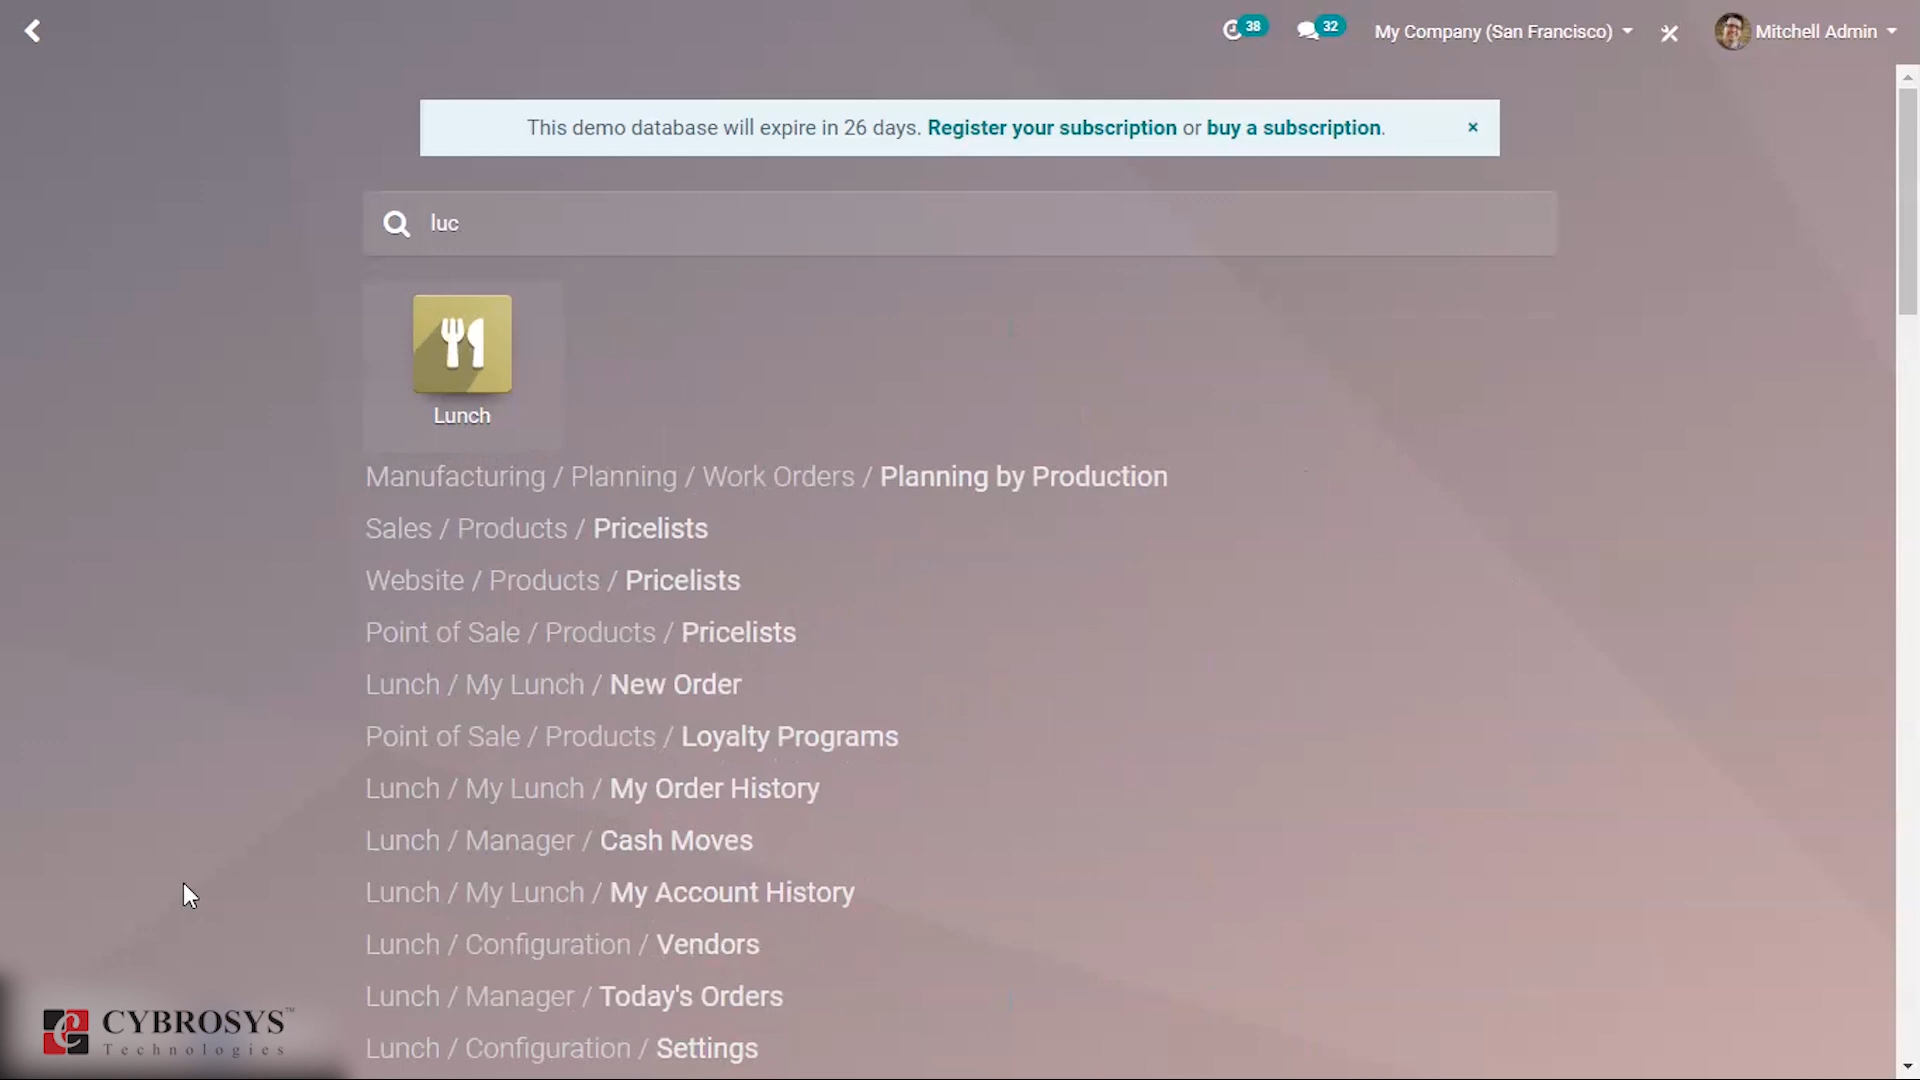 38
32
My Company (San Francisco)
Mitchell Admin
This demo database will expire in 26 days. Register your subscription or buy a subscription.
×
luc
Lunch
Manufacturing / Planning / Work Orders / Planning by Production
Sales / Products / Pricelists
Website / Products / Pricelists
Point of Sale / Products / Pricelists
Lunch / My Lunch / New Order
Point of Sale / Products / Loyalty Programs
Lunch / My Lunch / My Order History
Lunch / Manager / Cash Moves
Lunch / My Lunch / My Account History
Lunch / Configuration / Vendors
Lunch / Manager / Today's Orders
Lunch / Configuration / Settings
CYBROSYS™
Technologies